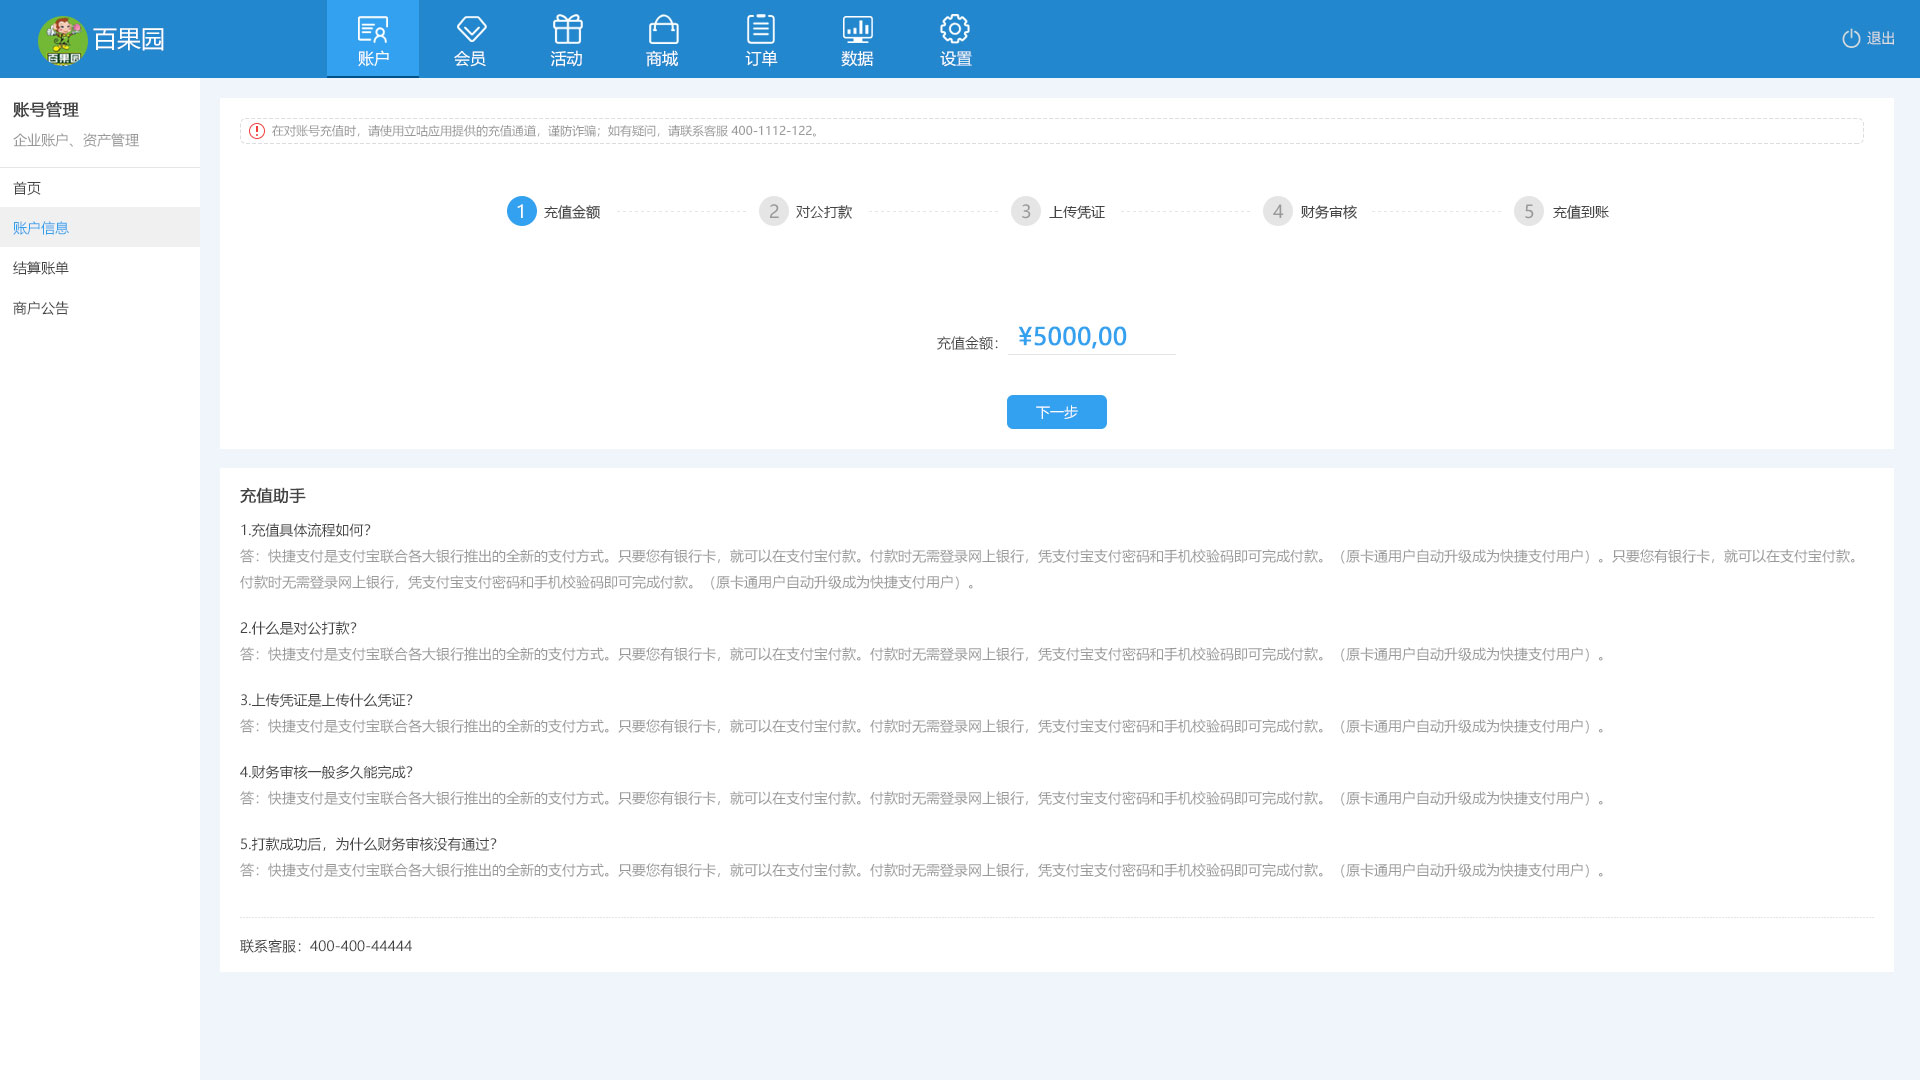 百果园
百果园
账户
会员
活动
商城
订单
数据
设置
退出
账号管理
企业账户、资产管理
首页
账户信息
结算账单
商户公告
在对账号充值时，请使用立咕应用提供的充值通道，谨防诈骗；如有疑问，请联系客服 400-1112-122。
1 充值金额
2 对公打款
3 上传凭证
4 财务审核
5 充值到账
充值金额： ¥5000,00
下一步
充值助手
1.充值具体流程如何?
答：快捷支付是支付宝联合各大银行推出的全新的支付方式。只要您有银行卡，就可以在支付宝付款。付款时无需登录网上银行，凭支付宝支付密码和手机校验码即可完成付款。（原卡通用户自动升级成为快捷支付用户）。只要您有银行卡，就可以在支付宝付款。
付款时无需登录网上银行，凭支付宝支付密码和手机校验码即可完成付款。（原卡通用户自动升级成为快捷支付用户）。
2.什么是对公打款?
答：快捷支付是支付宝联合各大银行推出的全新的支付方式。只要您有银行卡，就可以在支付宝付款。付款时无需登录网上银行，凭支付宝支付密码和手机校验码即可完成付款。（原卡通用户自动升级成为快捷支付用户）。
3.上传凭证是上传什么凭证?
答：快捷支付是支付宝联合各大银行推出的全新的支付方式。只要您有银行卡，就可以在支付宝付款。付款时无需登录网上银行，凭支付宝支付密码和手机校验码即可完成付款。（原卡通用户自动升级成为快捷支付用户）。
4.财务审核一般多久能完成?
答：快捷支付是支付宝联合各大银行推出的全新的支付方式。只要您有银行卡，就可以在支付宝付款。付款时无需登录网上银行，凭支付宝支付密码和手机校验码即可完成付款。（原卡通用户自动升级成为快捷支付用户）。
5.打款成功后，为什么财务审核没有通过?
答：快捷支付是支付宝联合各大银行推出的全新的支付方式。只要您有银行卡，就可以在支付宝付款。付款时无需登录网上银行，凭支付宝支付密码和手机校验码即可完成付款。（原卡通用户自动升级成为快捷支付用户）。
联系客服：400-400-44444